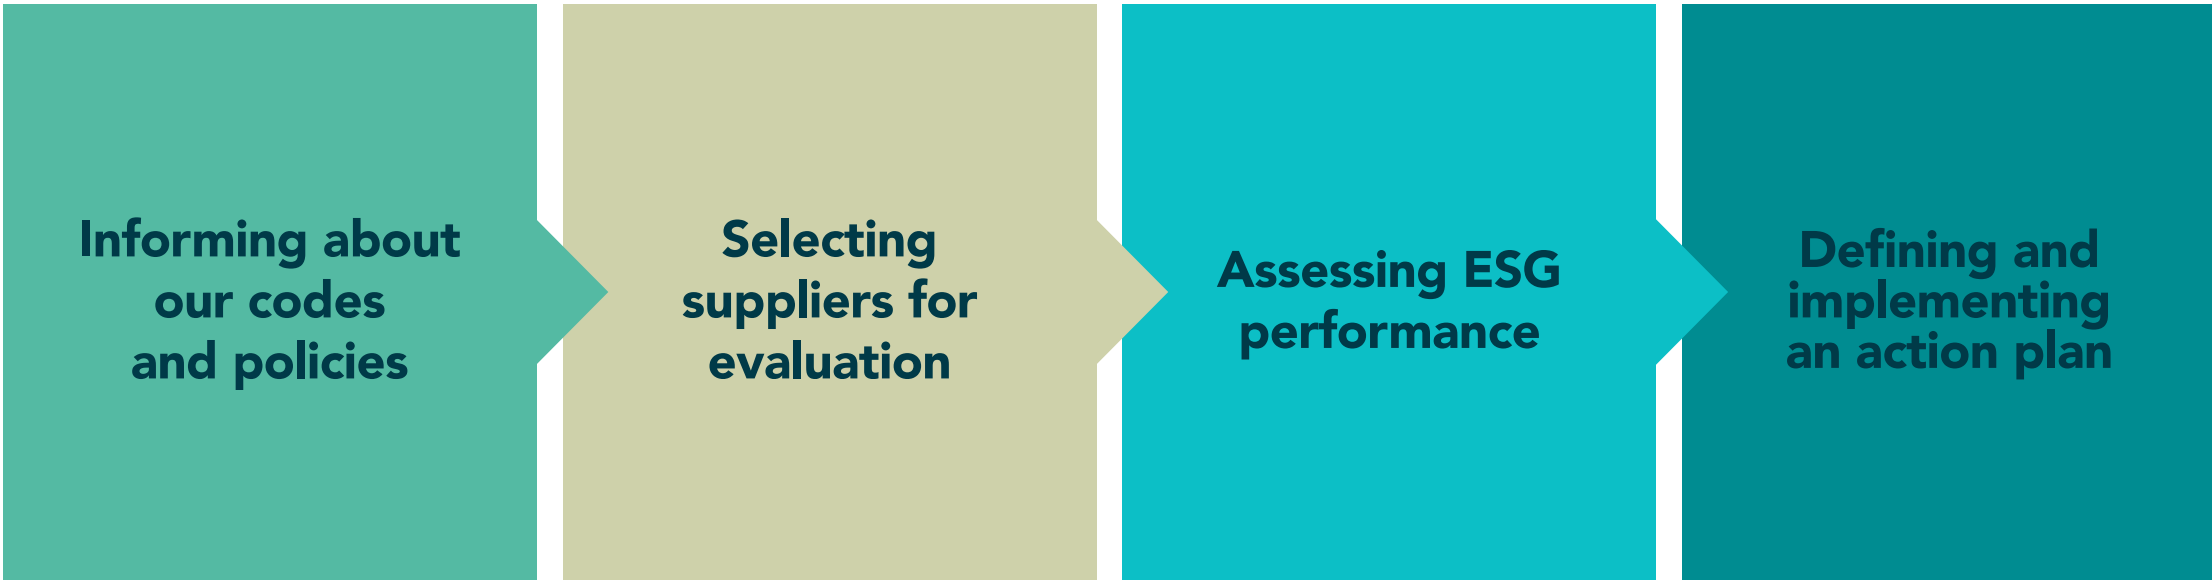 Informing about
our codes
and policies
Selecting
suppliers for
evaluation
Assessing ESG
performance
Defining and
implementing
an action plan